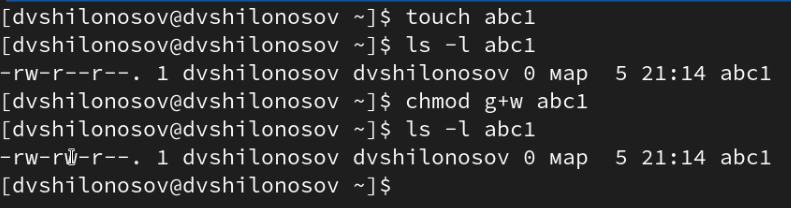 [dvshilonosov@dvshilonosov ~]$ touch abc1
[dvshilonosov@dvshilonosov ~]$ ls -l abc1
-rw-r--r--. 1 dvshilonosov dvshilonosov 0 мар  5 21:14 abc1
[dvshilonosov@dvshilonosov ~]$ chmod g+w abc1
[dvshilonosov@dvshilonosov ~]$ ls -l abc1
-rw-rw-r--. 1 dvshilonosov dvshilonosov 0 мар  5 21:14 abc1
[dvshilonosov@dvshilonosov ~]$